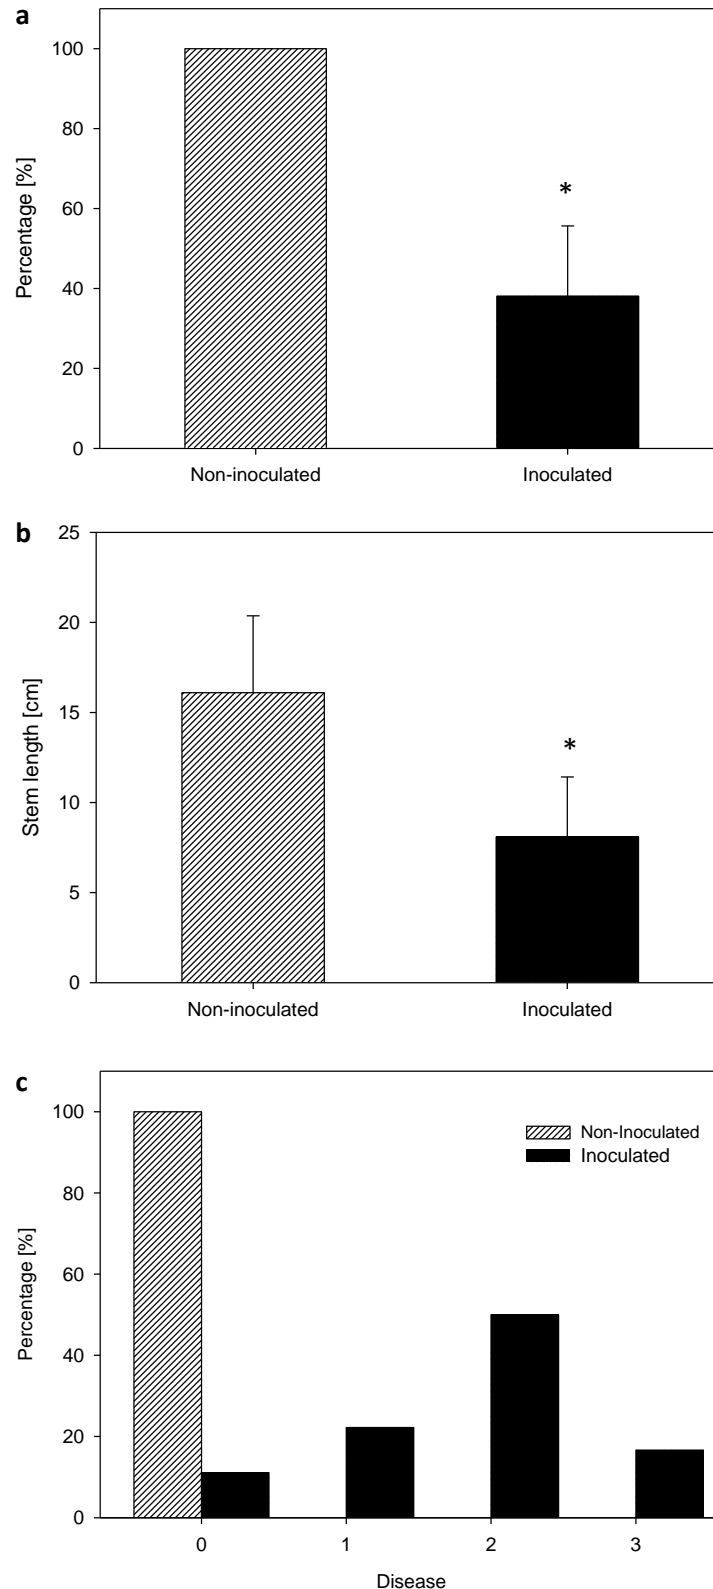 a
Percentage [%]
100
80
60
40
20
0
*
Non-inoculated
Inoculated
b
Stem length [cm]
25
20
15
10
5
0
*
Non-inoculated
Inoculated
c
Percentage [%]
100
80
60
40
20
0
Non-Inoculated
Inoculated
0
1
2
3
Disease